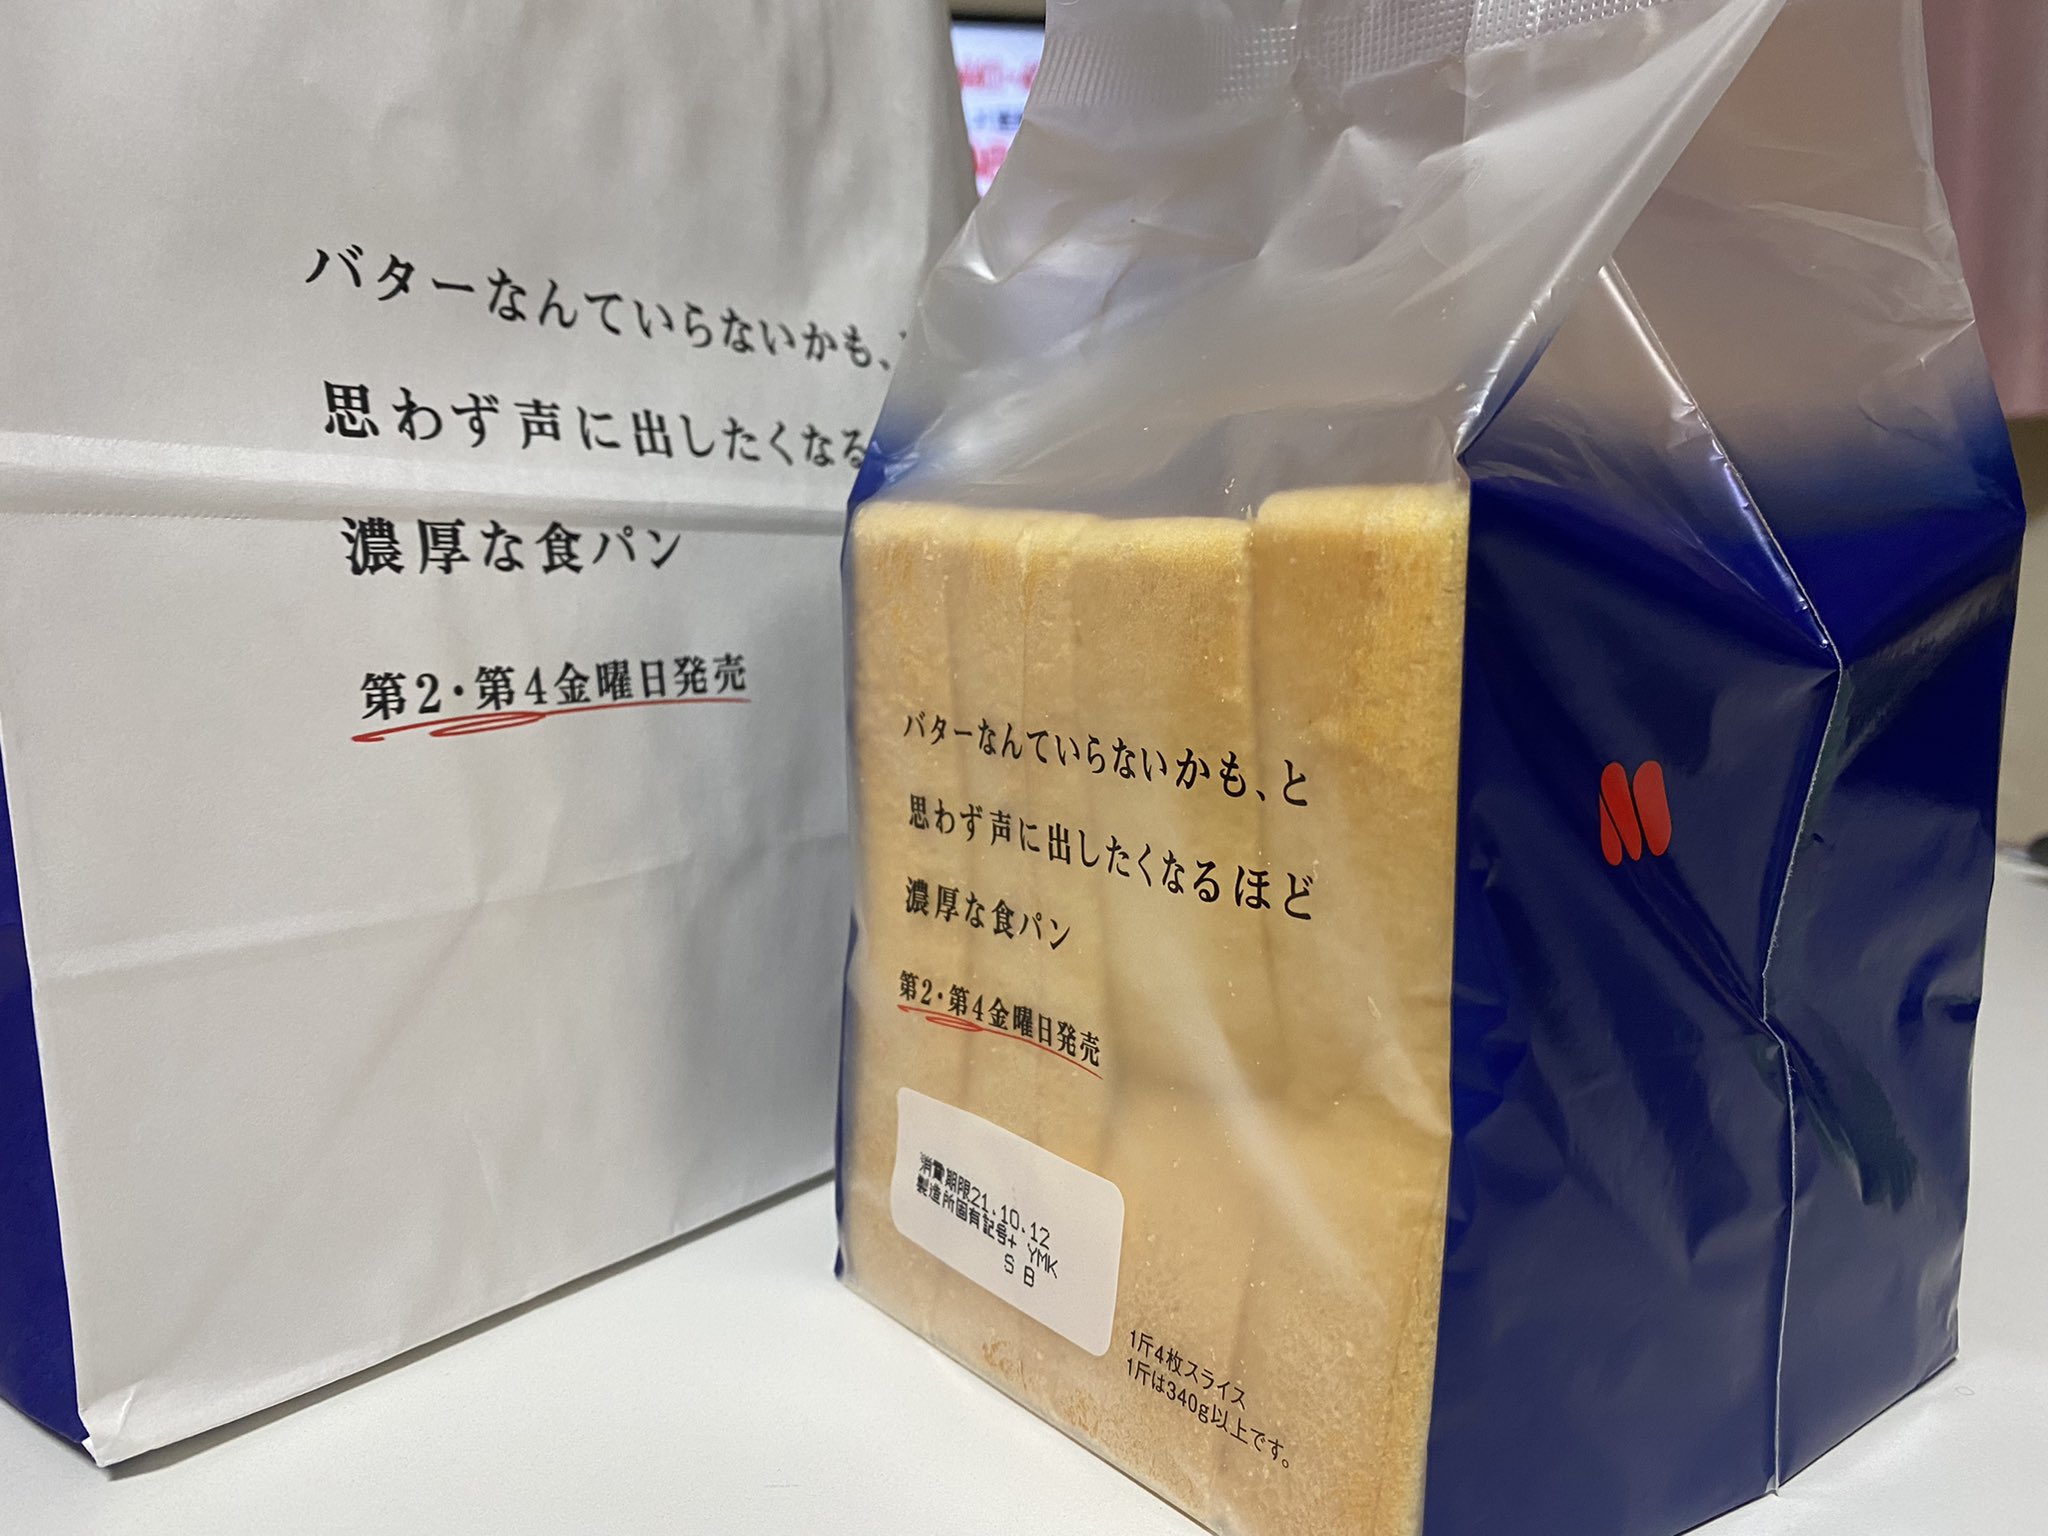 バターなんていらないかも、
思わず声に出したくなる
濃厚な食パン
第2・第4金曜日発売
バターなんていらないかも、と
思わず声に出したくなるほど
濃厚な食パン
第2・第4金曜日発売
消費期限21.10.12
製造所固有記号+ YMK
S B
1斤4枚スライス
1斤は340g以上です。